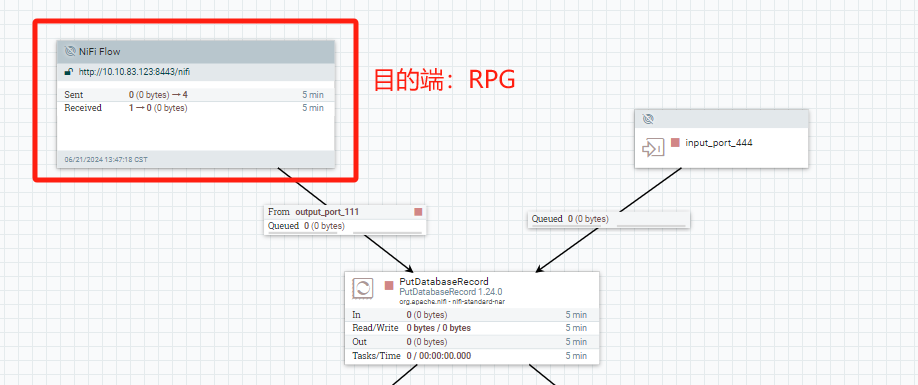 NiFi Flow
http://10.10.83.123:8443/nifi
Sent 0 (0 bytes) → 4 5 min
Received 1 → 0 (0 bytes) 5 min
06/21/2024 13:47:18 CST
目的端：RPG
input_port_444
From output_port_111
Queued 0 (0 bytes)
Queued 0 (0 bytes)
PutDatabaseRecord
PutDatabaseRecord 1.24.0
org.apache.nifi - nifi-standard-nar
In 0 (0 bytes) 5 min
Read/Write 0 bytes / 0 bytes 5 min
Out 0 (0 bytes) 5 min
Tasks/Time 0 / 00:00:00.000 5 min